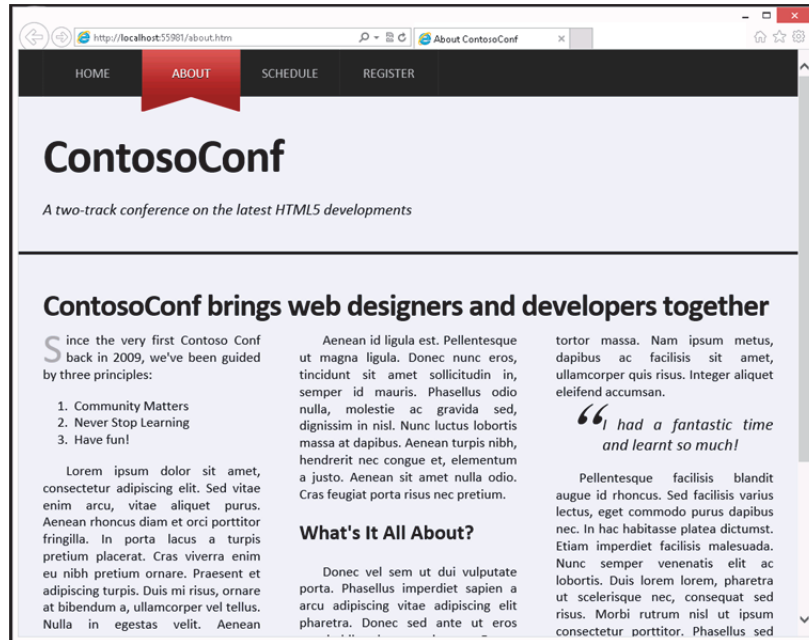 http://localhost:55981/about.htm
About ContosoConf
HOME
ABOUT
SCHEDULE
REGISTER
ContosoConf
A two-track conference on the latest HTML5 developments
ContosoConf brings web designers and developers together
Since the very first Contoso Conf
back in 2009, we've been guided
by three principles:
1. Community Matters
2. Never Stop Learning
3. Have fun!
Lorem ipsum dolor sit amet,
consectetur adipiscing elit. Sed vitae
enim arcu, vitae aliquet purus.
Aenean rhoncus diam et orci porttitor
fringilla. In porta lacus a turpis
pretium placerat. Cras viverra enim
eu nibh pretium ornare. Praesent et
adipiscing turpis. Duis mi risus, ornare
at bibendum a, ullamcorper vel tellus.
Nulla in egestas velit. Aenean
Aenean id ligula est. Pellentesque
ut magna ligula. Donec nunc eros,
tincidunt sit amet sollicitudin in,
semper id mauris. Phasellus odio
nulla, molestie ac gravida sed,
dignissim in nisl. Nunc luctus lobortis
massa at dapibus. Aenean turpis nibh,
hendrerit nec congue et, elementum
a justo. Aenean sit amet nulla odio.
Cras feugiat porta risus nec pretium.
What's It All About?
Donec vel sem ut dui vulputate
porta. Phasellus imperdiet sapien a
arcu adipiscing vitae adipiscing elit
pharetra. Donec sed ante ut eros
tortor massa. Nam ipsum metus,
dapibus ac facilisis sit amet,
ullamcorper quis risus. Integer aliquet
eleifend accumsan.
“I had a fantastic time
and learnt so much!
Pellentesque facilisis blandit
augue id rhoncus. Sed facilisis varius
lectus, eget commodo purus dapibus
nec. In hac habitasse platea dictumst.
Etiam imperdiet facilisis malesuada.
Nunc semper venenatis elit ac
lobortis. Duis lorem lorem, pharetra
ut scelerisque nec, consequat sed
risus. Morbi rutrum nisl ut ipsum
consectetur porttitor. Phasellus sed